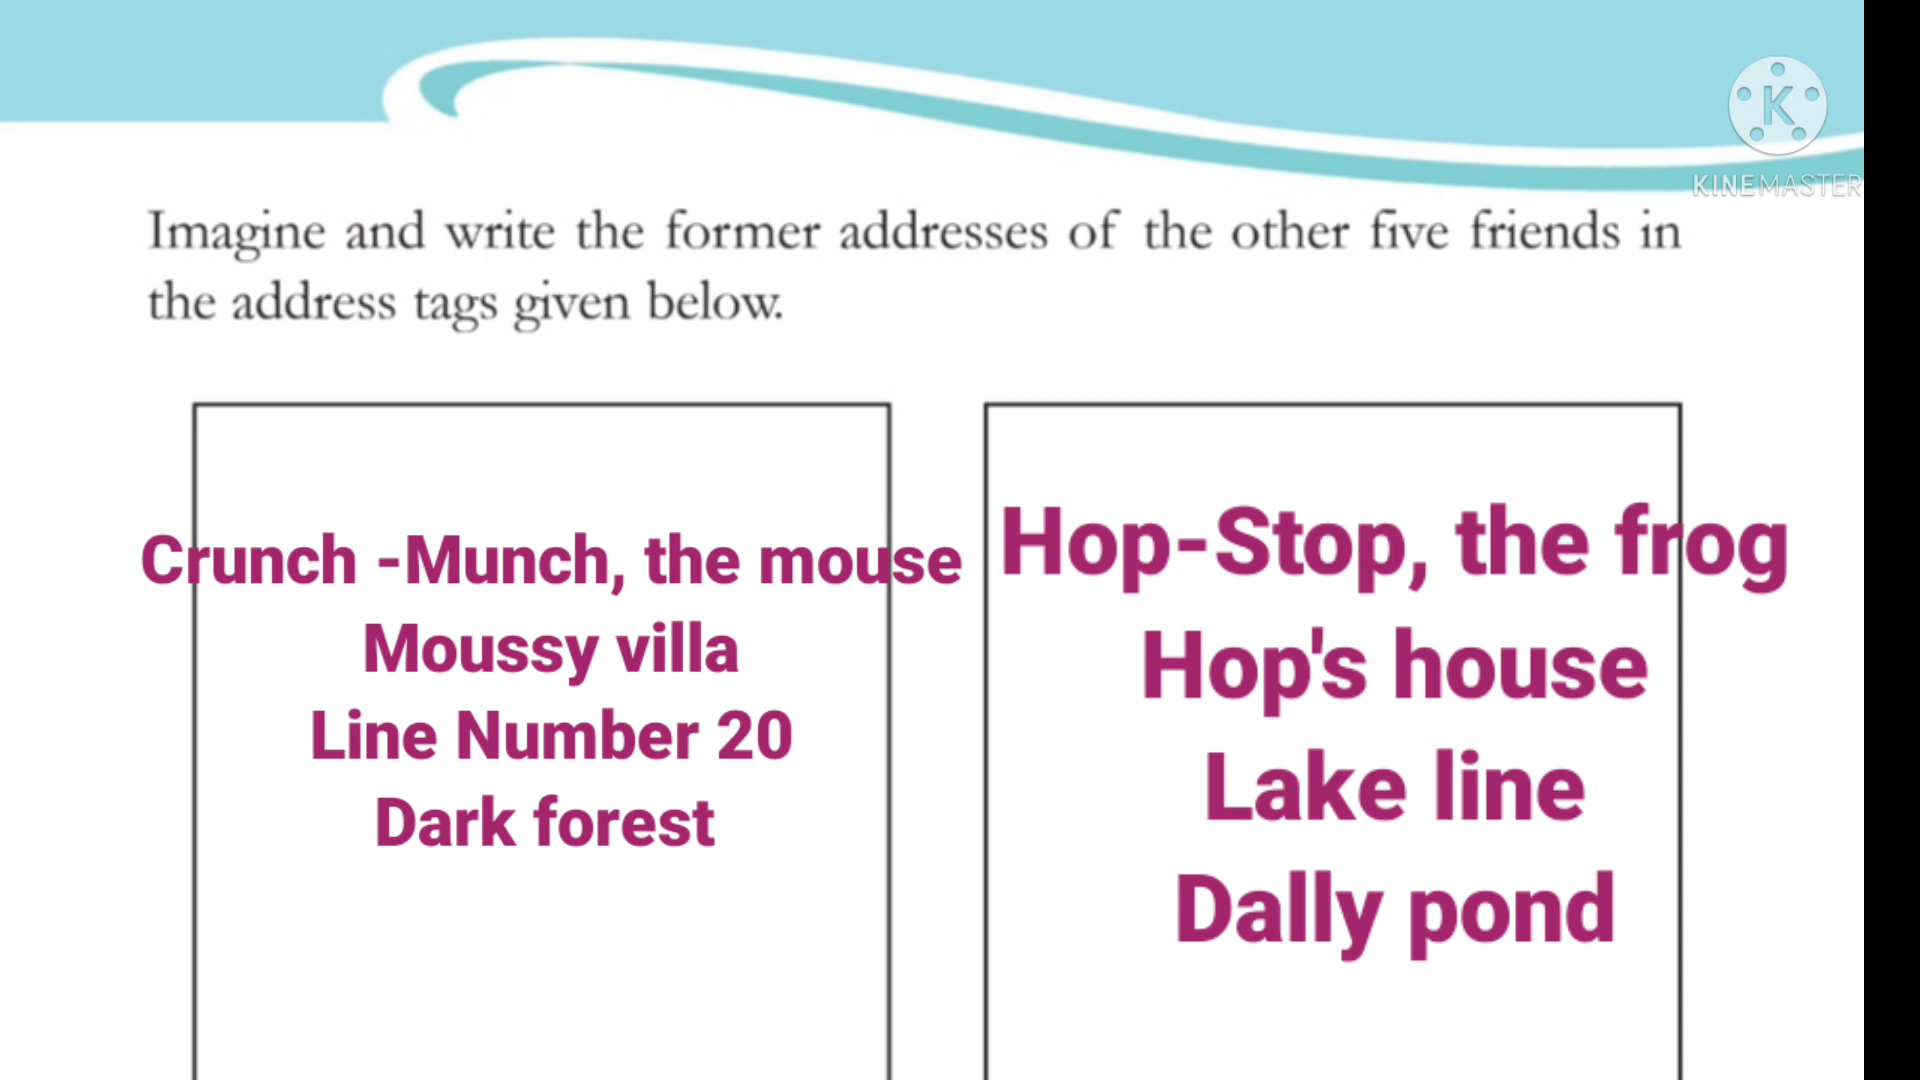 KINEMASTER
Imagine and write the former addresses of the other five friends in
the address tags given below.
Crunch -Munch, the mouse
Moussy villa
Line Number 20
Dark forest
Hop-Stop, the frog
Hop's house
Lake line
Dally pond